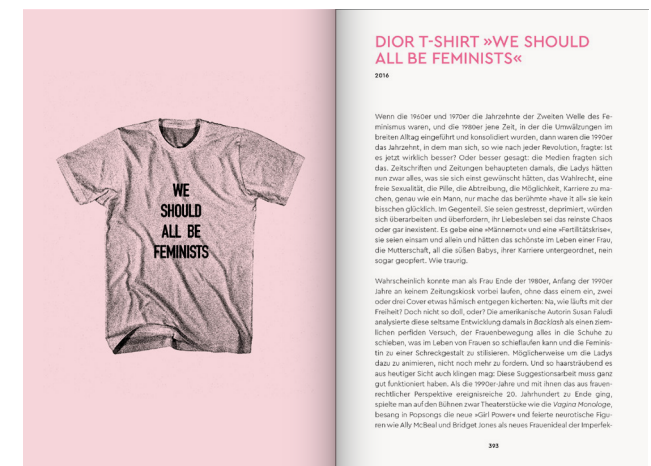 WE
SHOULD
ALL BE
FEMINISTS
DIOR T-SHIRT »WE SHOULD
ALL BE FEMINISTS«
2016
Wenn die 1960er und 1970er die Jahrzehnte der Zweiten Welle des Fe-
minismus waren, und die 1980er jene Zeit, in der die Umwälzungen im
breiten Alltag eingeführt und konsolidiert wurden, dann waren die 1990er
das Jahrzehnt, in dem man sich, so wie nach jeder Revolution, fragte: Ist
es jetzt wirklich besser? Oder besser gesagt: die Medien fragten sich
das. Zeitschriften und Zeitungen behaupteten damals, die Ladys hätten
nun zwar alles, was sie sich einst gewünscht hätten, das Wahlrecht, eine
freie Sexualität, die Pille, die Abtreibung, die Möglichkeit, Karriere zu ma-
chen, genau wie ein Mann, nur mache das berühmte »have it all« sie kein
bisschen glücklich. Im Gegenteil. Sie seien gestresst, deprimiert, würden
sich überarbeiten und überfordern, ihr Liebesleben sei das reinste Chaos
oder gar inexistent. Es gebe eine »Männernot« und eine »Fertilitätskrise«,
sie seien einsam und allein und hätten das schönste im Leben einer Frau,
die Mutterschaft, all die süßen Babys, ihrer Karriere untergeordnet, nein
sogar geopfert. Wie traurig.
Wahrscheinlich konnte man als Frau Ende der 1980er, Anfang der 1990er
Jahre an keinem Zeitungskiosk vorbei laufen, ohne dass einem ein, zwei
oder drei Cover etwas hämisch entgegen kicherten: Na, wie läufts mit der
Freiheit? Doch nicht so doll, oder? Die amerikanische Autorin Susan Faludi
analysierte diese seltsame Entwicklung damals in Backlash als einen ziem-
lichen perfiden Versuch, der Frauenbewegung alles in die Schuhe zu
schieben, was im Leben von Frauen so schieflaufen kann und die Feminis-
tin zu einer Schreckgestalt zu stilisieren. Möglicherweise um die Ladys
dazu zu animieren, nicht noch mehr zu fordern. Und so haarsträubend es
aus heutiger Sicht auch klingen mag: Diese Suggestionsarbeit muss ganz
gut funktioniert haben. Als die 1990er-Jahre und mit ihnen das aus frauen-
rechtlicher Perspektive ereignisreiche 20. Jahrhundert zu Ende ging,
spielte man auf den Bühnen zwar Theaterstücke wie die Vagina Monologe,
besang in Popsongs die neue »Girl Power« und feierte neurotische Figu-
ren wie Ally McBeal und Bridget Jones als neues Frauenideal der Imperfek-
393